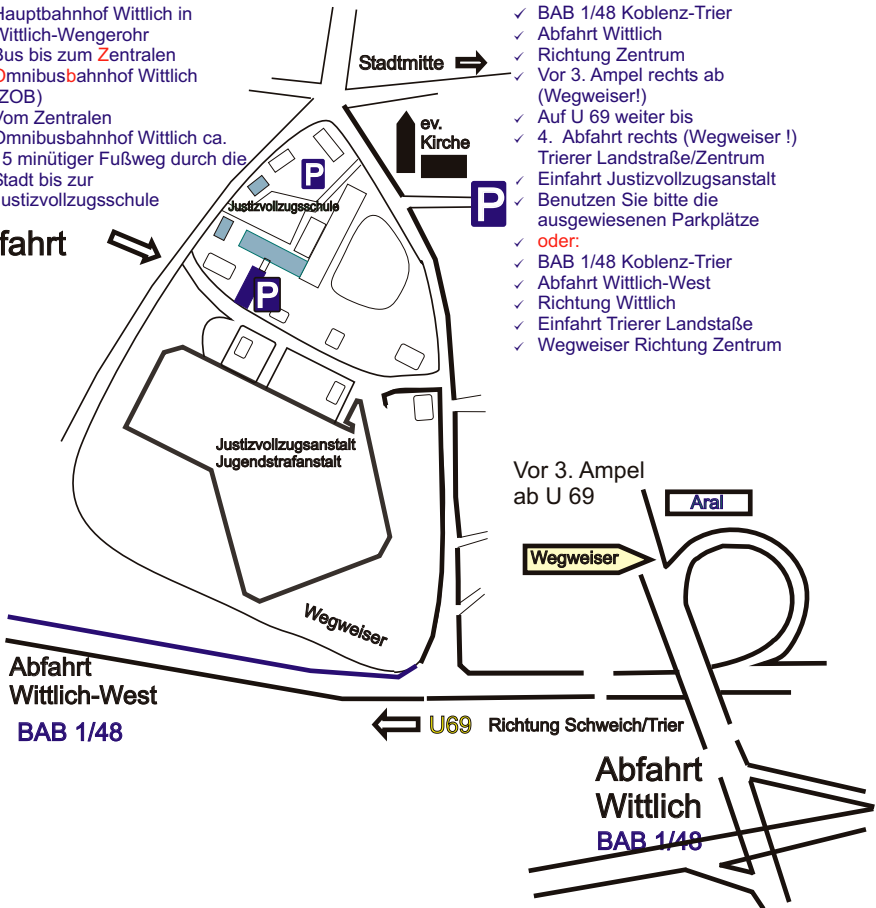 Hauptbahnhof Wittlich in
Wittlich-Wengerohr
Bus bis zum Zentralen
Omnibusbahnhof Wittlich
ZOB)
Vom Zentralen
Omnibusbahnhof Wittlich ca.
5 minütiger Fußweg durch die
Stadt bis zur
Justizvollzugsschule
fahrt
Stadtmitte
✓ BAB 1/48 Koblenz-Trier
✓ Abfahrt Wittlich
✓ Richtung Zentrum
✓ Vor 3. Ampel rechts ab
(Wegweiser!)
✓ Auf U 69 weiter bis
✓ 4. Abfahrt rechts (Wegweiser !)
Trierer Landstraße/Zentrum
✓ Einfahrt Justizvollzugsanstalt
✓ Benutzen Sie bitte die
ausgewiesenen Parkplätze
✓ oder:
✓ BAB 1/48 Koblenz-Trier
✓ Abfahrt Wittlich-West
✓ Richtung Wittlich
✓ Einfahrt Trierer Landstaße
✓ Wegweiser Richtung Zentrum
ev.
Kirche
P
P
Justizvollzugsschule
P
Justizvollzugsanstalt
Jugendstrafanstalt
Vor 3. Ampel
ab U 69
Aral
Wegweiser
Wegweiser
Abfahrt
Wittlich-West
BAB 1/48
U69 Richtung Schweich/Trier
Abfahrt
Wittlich
BAB 1/48